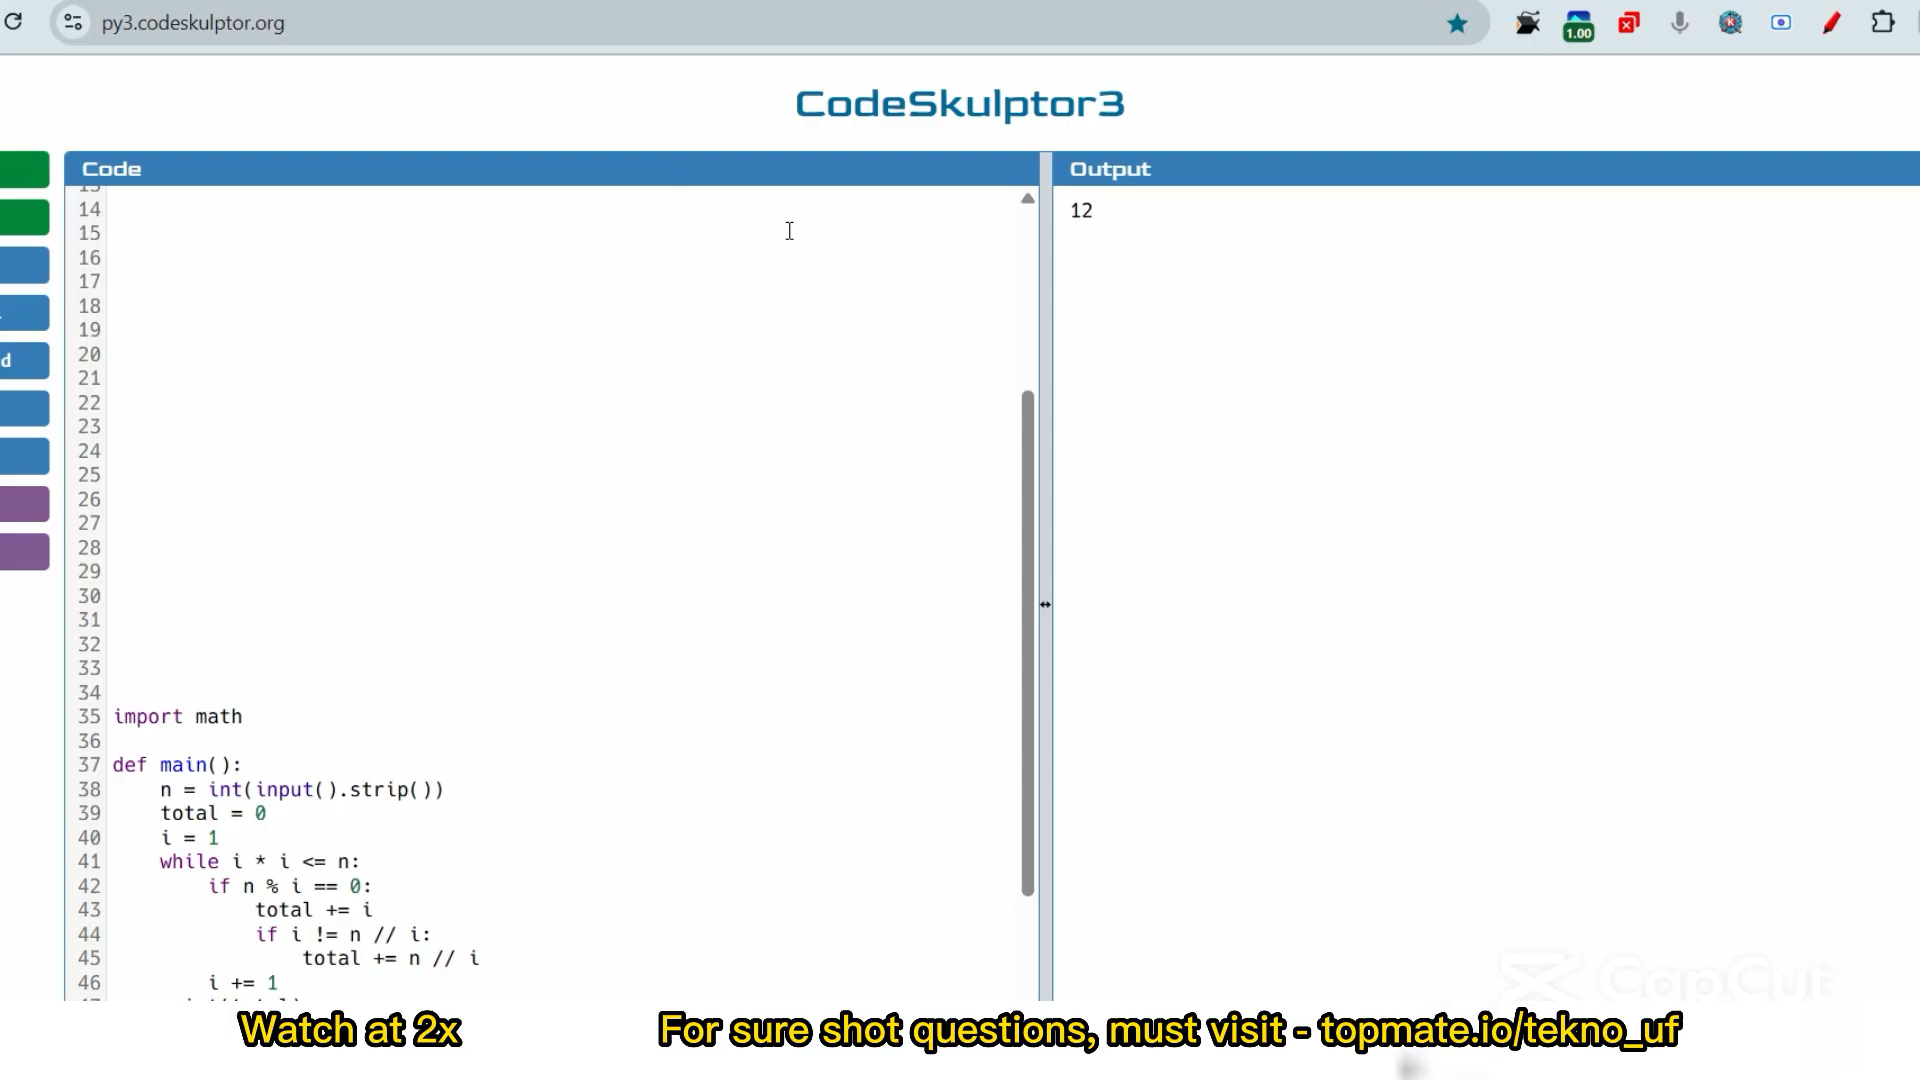 py3.codeskulptor.org
1.00
CodeSkulptor3
Code
Output
12
d
14
15
16
17
18
19
20
21
22
23
24
25
26
27
28
29
30
31
32
33
34
35 import math
36
37 def main():
38 n = int(input().strip())
39 total = 0
40 i = 1
41 while i * i <= n:
42 if n % i == 0:
43 total += i
44 if i != n // i:
45 total += n // i
46 i += 1
CapCut
Watch at 2x
For sure shot questions, must visit - topmate.io/tekno_uf